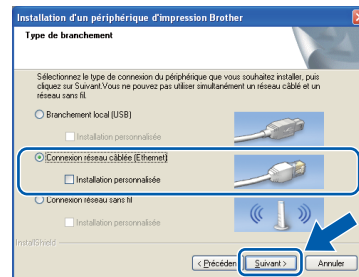 Installation d'un périphérique d'impression Brother
Type de branchement
Sélectionnez le type de connexion du périphérique que vous souhaitez installer, puis
cliquez sur Suivant.Vous ne pouvez pas utiliser simultanément un réseau câblé et un
réseau sans fil.
Branchement local (USB)
Installation personnalisée
Connexion réseau câblée (Ethernet)
Installation personnalisée
Connexion réseau sans fil
Installation personnalisée
InstallShield
< Précéden Suivant > Annuler